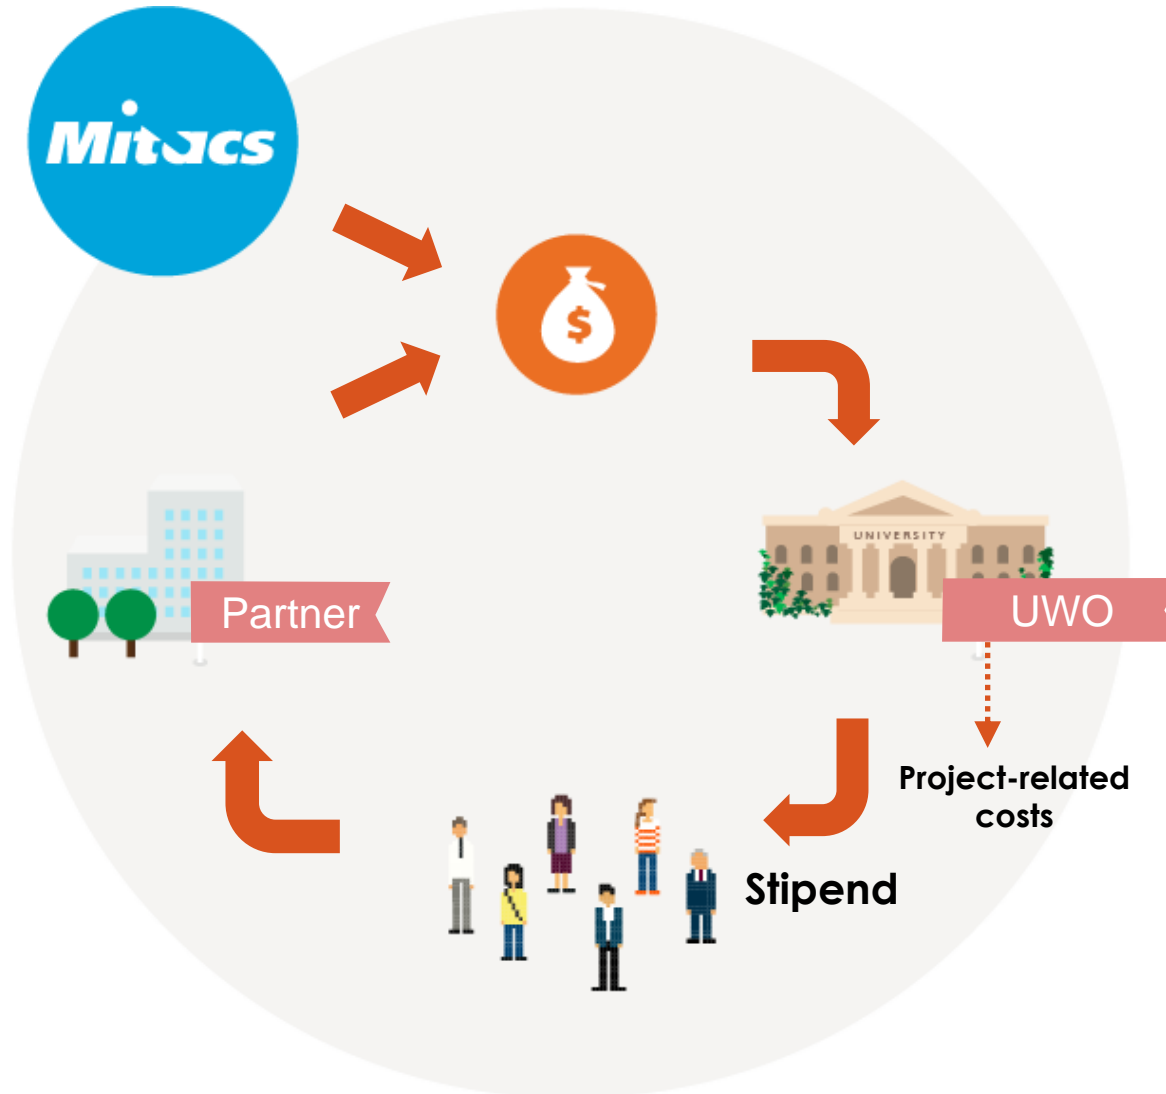 Mitacs
$
UNIVERSITY
Partner
UWO
Project-related
costs
Stipend